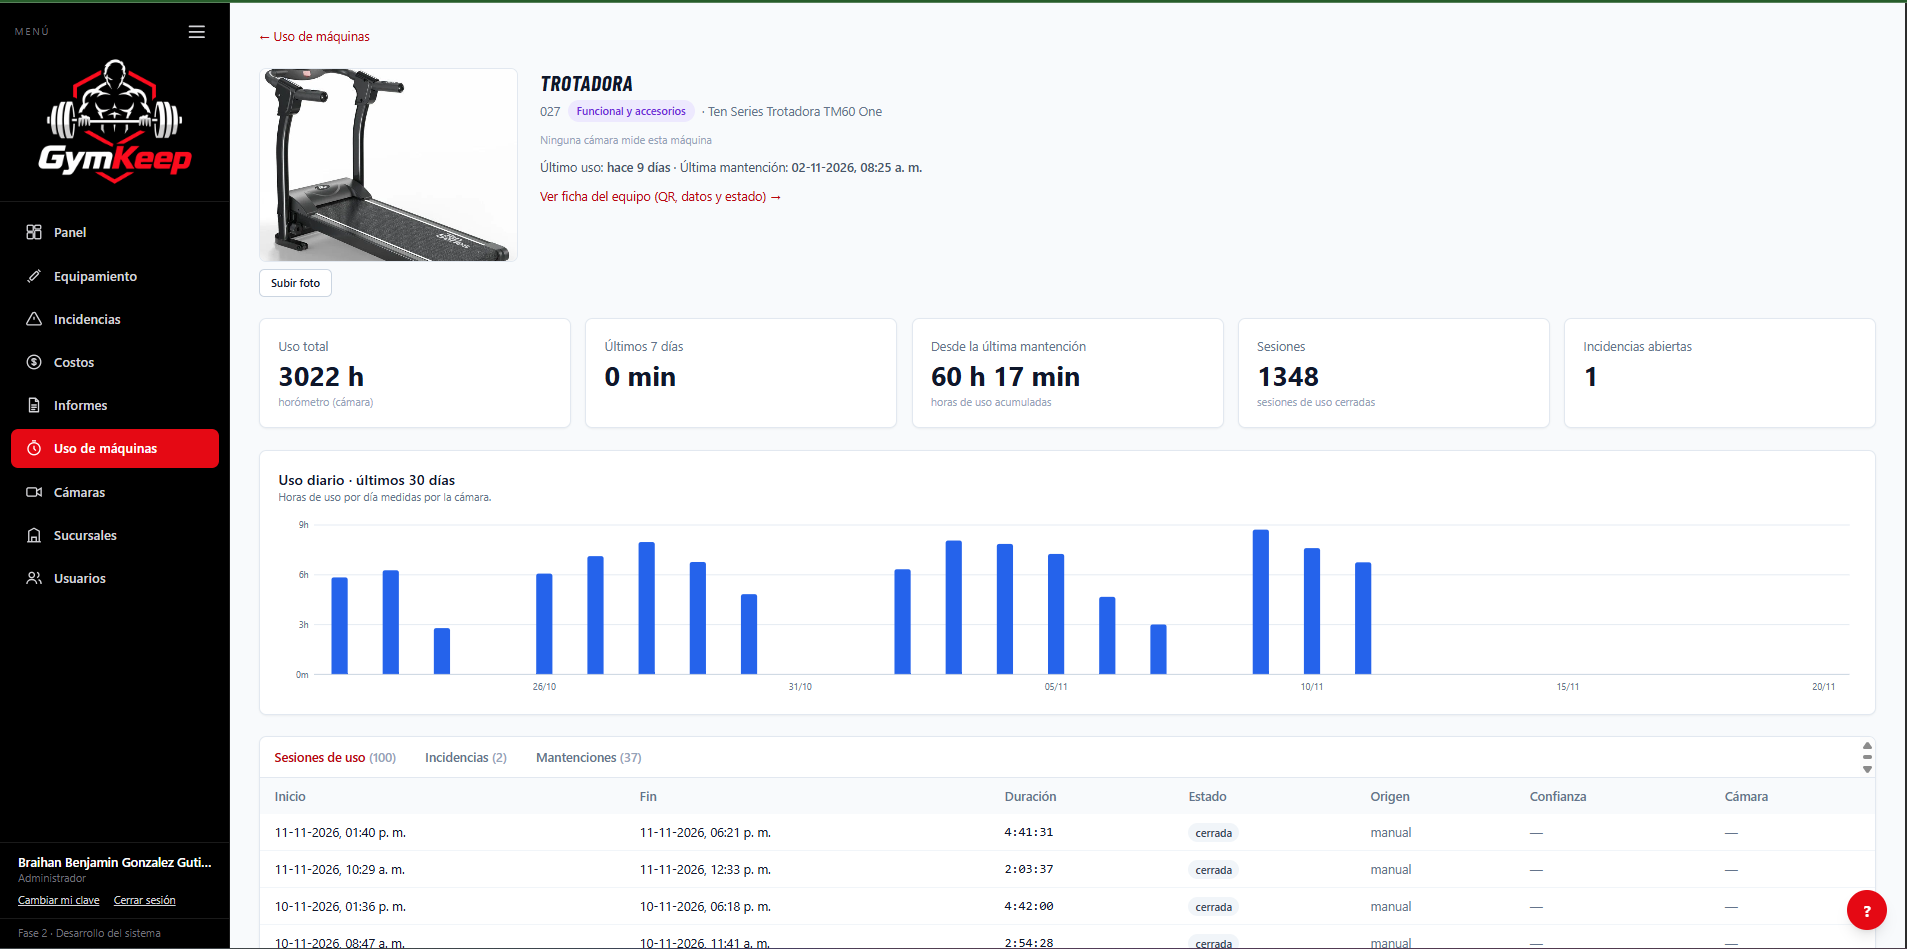 MENÚ
GymKeep
Panel
Equipamiento
Incidencias
Costos
Informes
Uso de máquinas
Cámaras
Sucursales
Usuarios
Braihan Benjamin Gonzalez Guti...
Administrador
Cambiar mi clave Cerrar sesión
Fase 2 · Desarrollo del sistema
← Uso de máquinas
TROTADORA
027 Funcional y accesorios · Ten Series Trotadora TM60 One
Ninguna cámara mide esta máquina
Último uso: hace 9 días · Última mantención: 02-11-2026, 08:25 a. m.
Ver ficha del equipo (QR, datos y estado) →
Subir foto
Uso total
3022 h
horómetro (cámara)
Últimos 7 días
0 min
Desde la última mantención
60 h 17 min
horas de uso acumuladas
Sesiones
1348
sesiones de uso cerradas
Incidencias abiertas
1
Uso diario · últimos 30 días
Horas de uso por día medidas por la cámara.
9h
6h
3h
0m
26/10 31/10 05/11 10/11 15/11 20/11
Sesiones de uso (100) Incidencias (2) Mantenciones (37)
Inicio Fin Duración Estado Origen Confianza Cámara
11-11-2026, 01:40 p. m. 11-11-2026, 06:21 p. m. 4:41:31 cerrada manual — —
11-11-2026, 10:29 a. m. 11-11-2026, 12:33 p. m. 2:03:37 cerrada manual — —
10-11-2026, 01:36 p. m. 10-11-2026, 06:18 p. m. 4:42:00 cerrada manual — —
10-11-2026, 08:47 a. m. 10-11-2026, 11:41 a. m. 2:54:28 cerrada manual — —
?